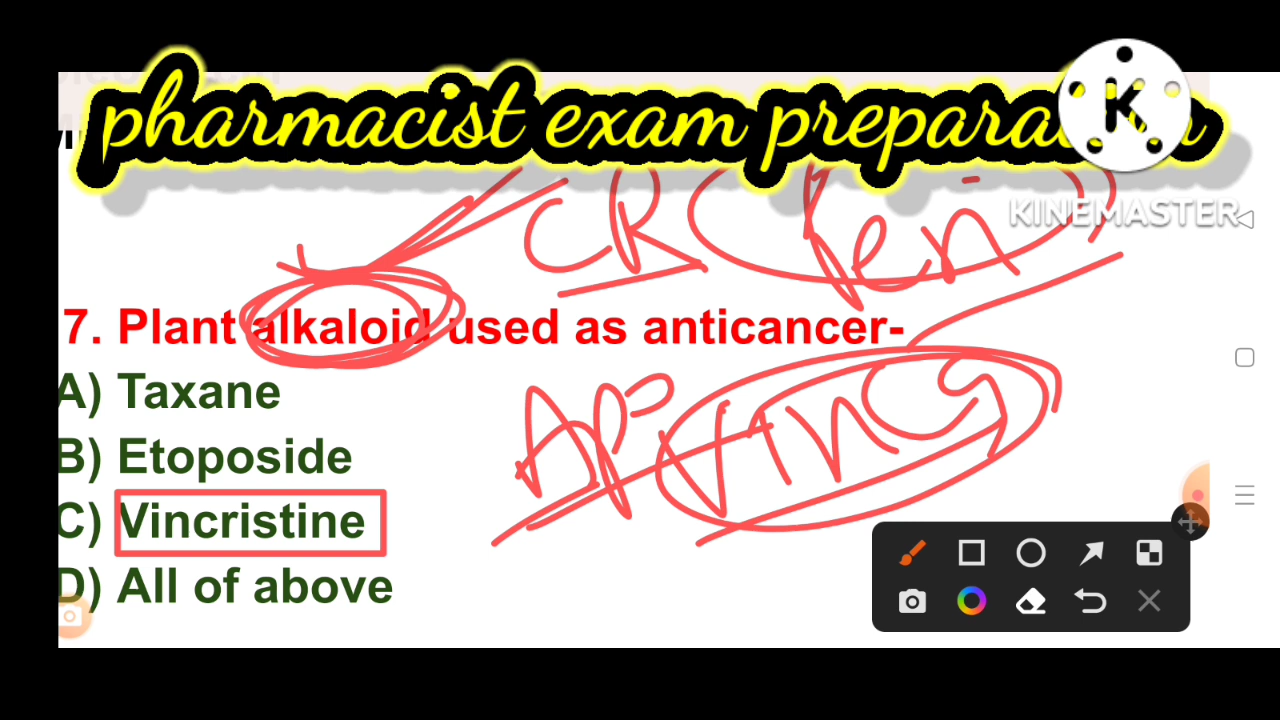 pharmacist exam preparation
KINEMASTER
7. Plant alkaloid used as anticancer-
A) Taxane
B) Etoposide
C) Vincristine
D) All of above